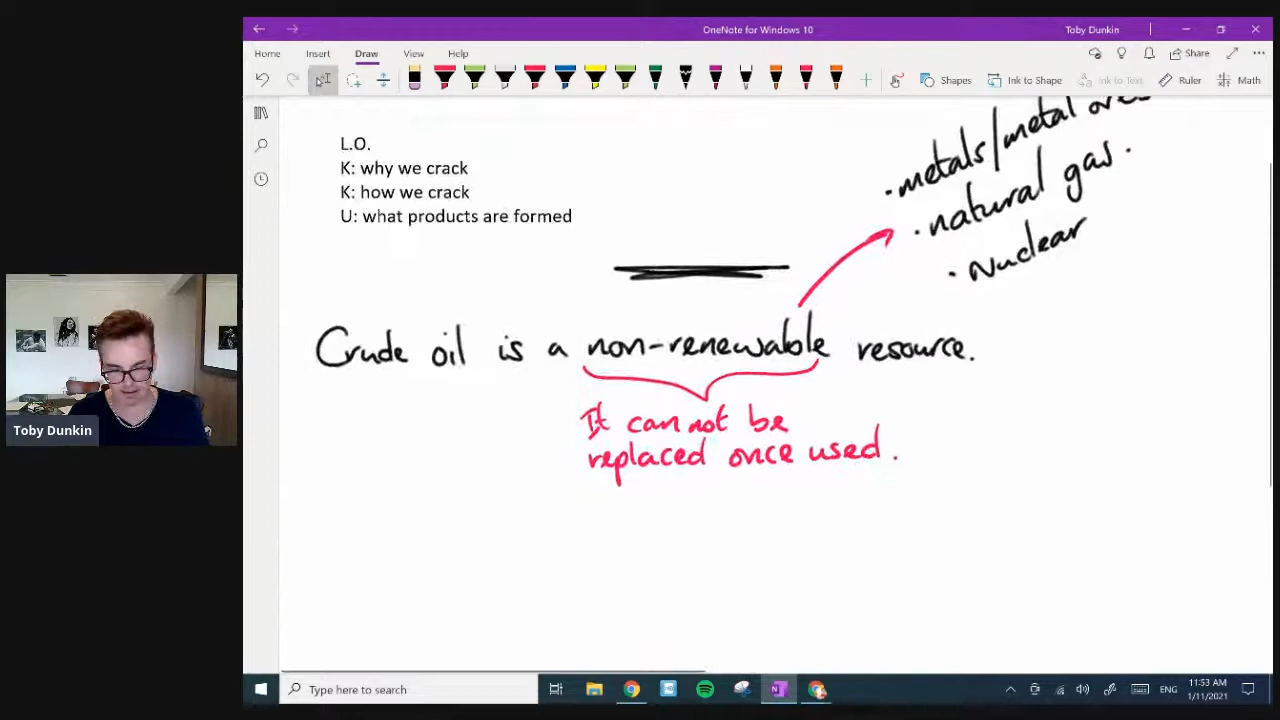 OneNote for Windows 10
Toby Dunkin
Home Insert Draw View Help
Share
Shapes
Ink to Shape
Ink to Text
Ruler
Math
L.O.
K: why we crack
K: how we crack
U: what products are formed
· metals/metal ores
· natural gas.
· Nuclear
Crude oil is a non-renewable resource.
It cannot be
replaced once used.
Toby Dunkin
Type here to search
ENG
11:53 AM
1/11/2021